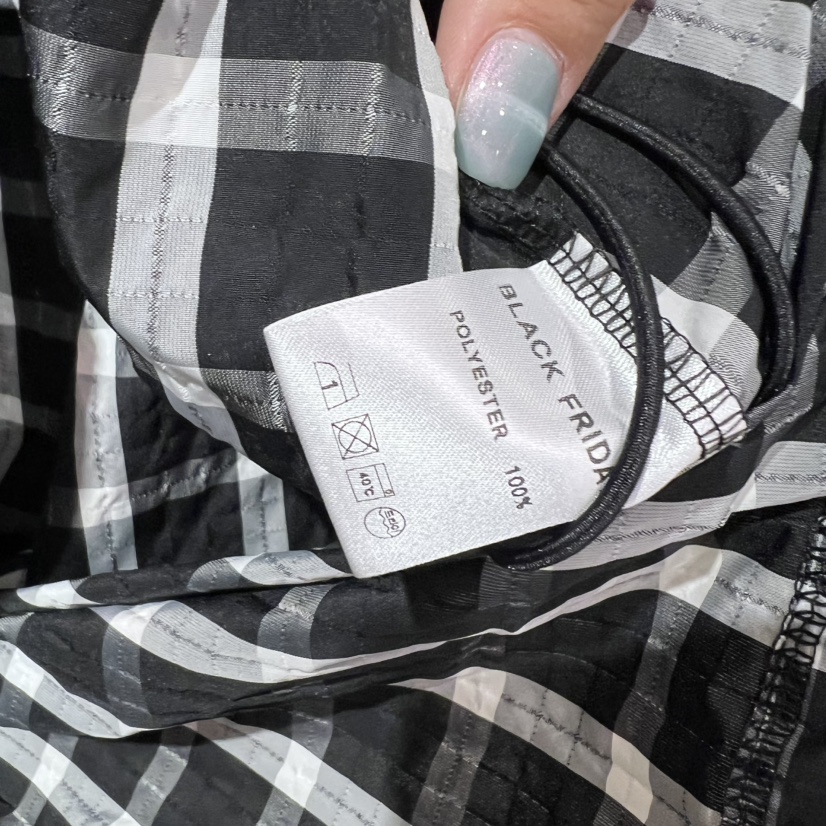 BLACK FRIDA
POLYESTER 100%
1
40℃